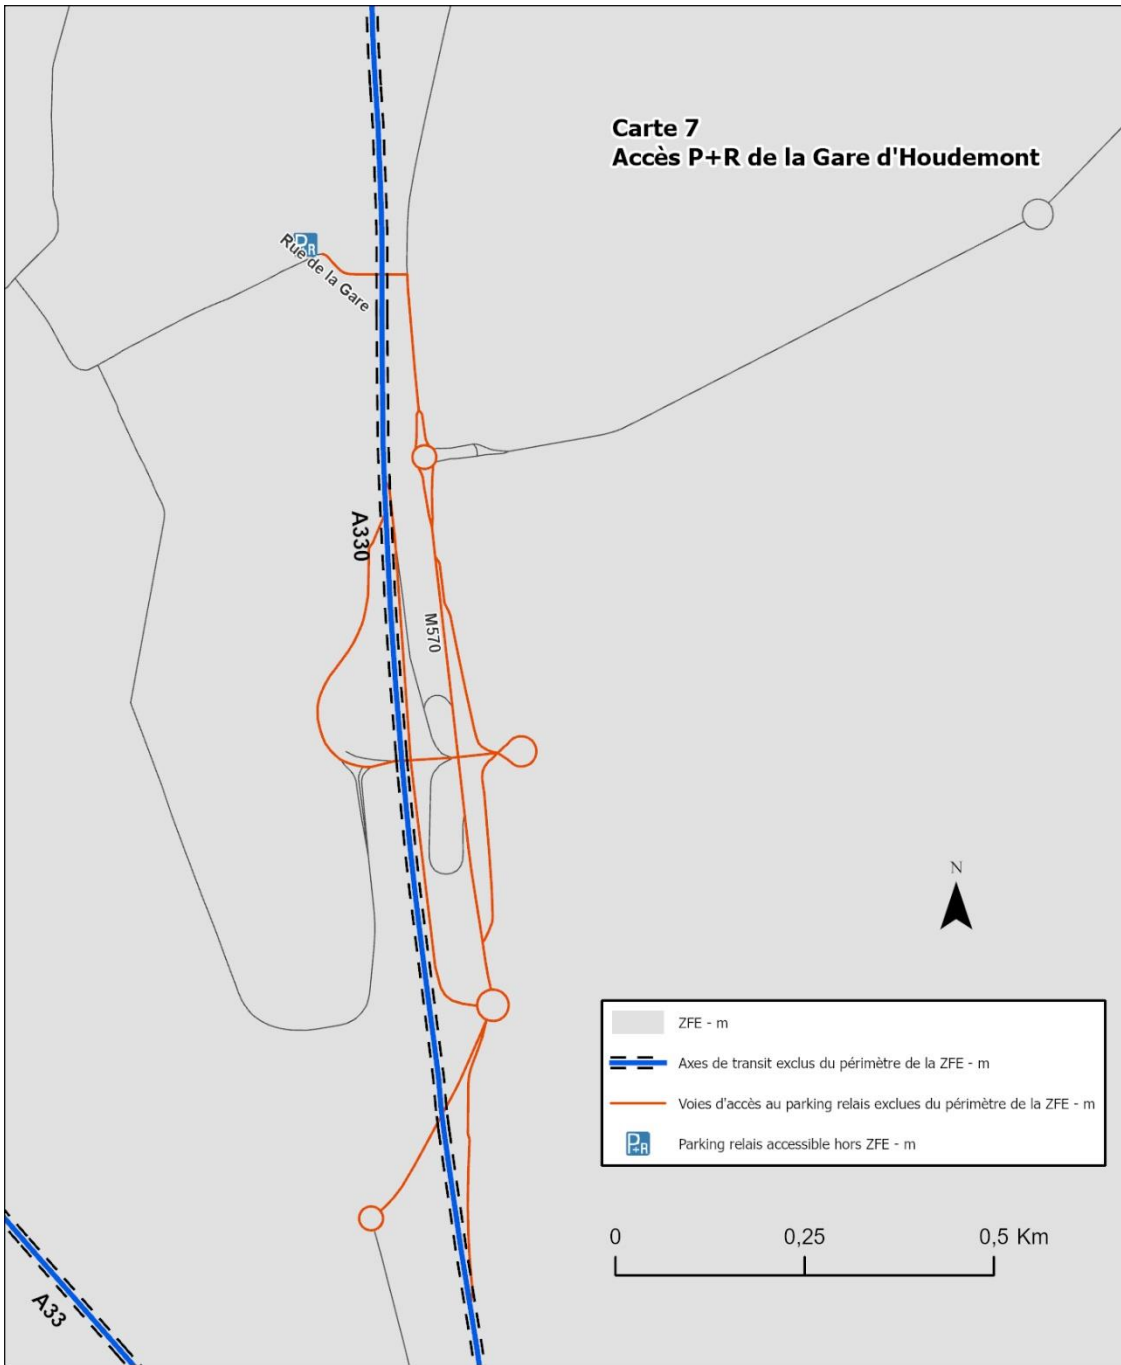 Carte 7
Accès P+R de la Gare d'Houdemont
P+R
Rue de la Gare
A330
M570
N
ZFE - m
Axes de transit exclus du périmètre de la ZFE - m
Voies d'accès au parking relais exclues du périmètre de la ZFE - m
P+R
Parking relais accessible hors ZFE - m
0 0,25 0,5 Km
A33